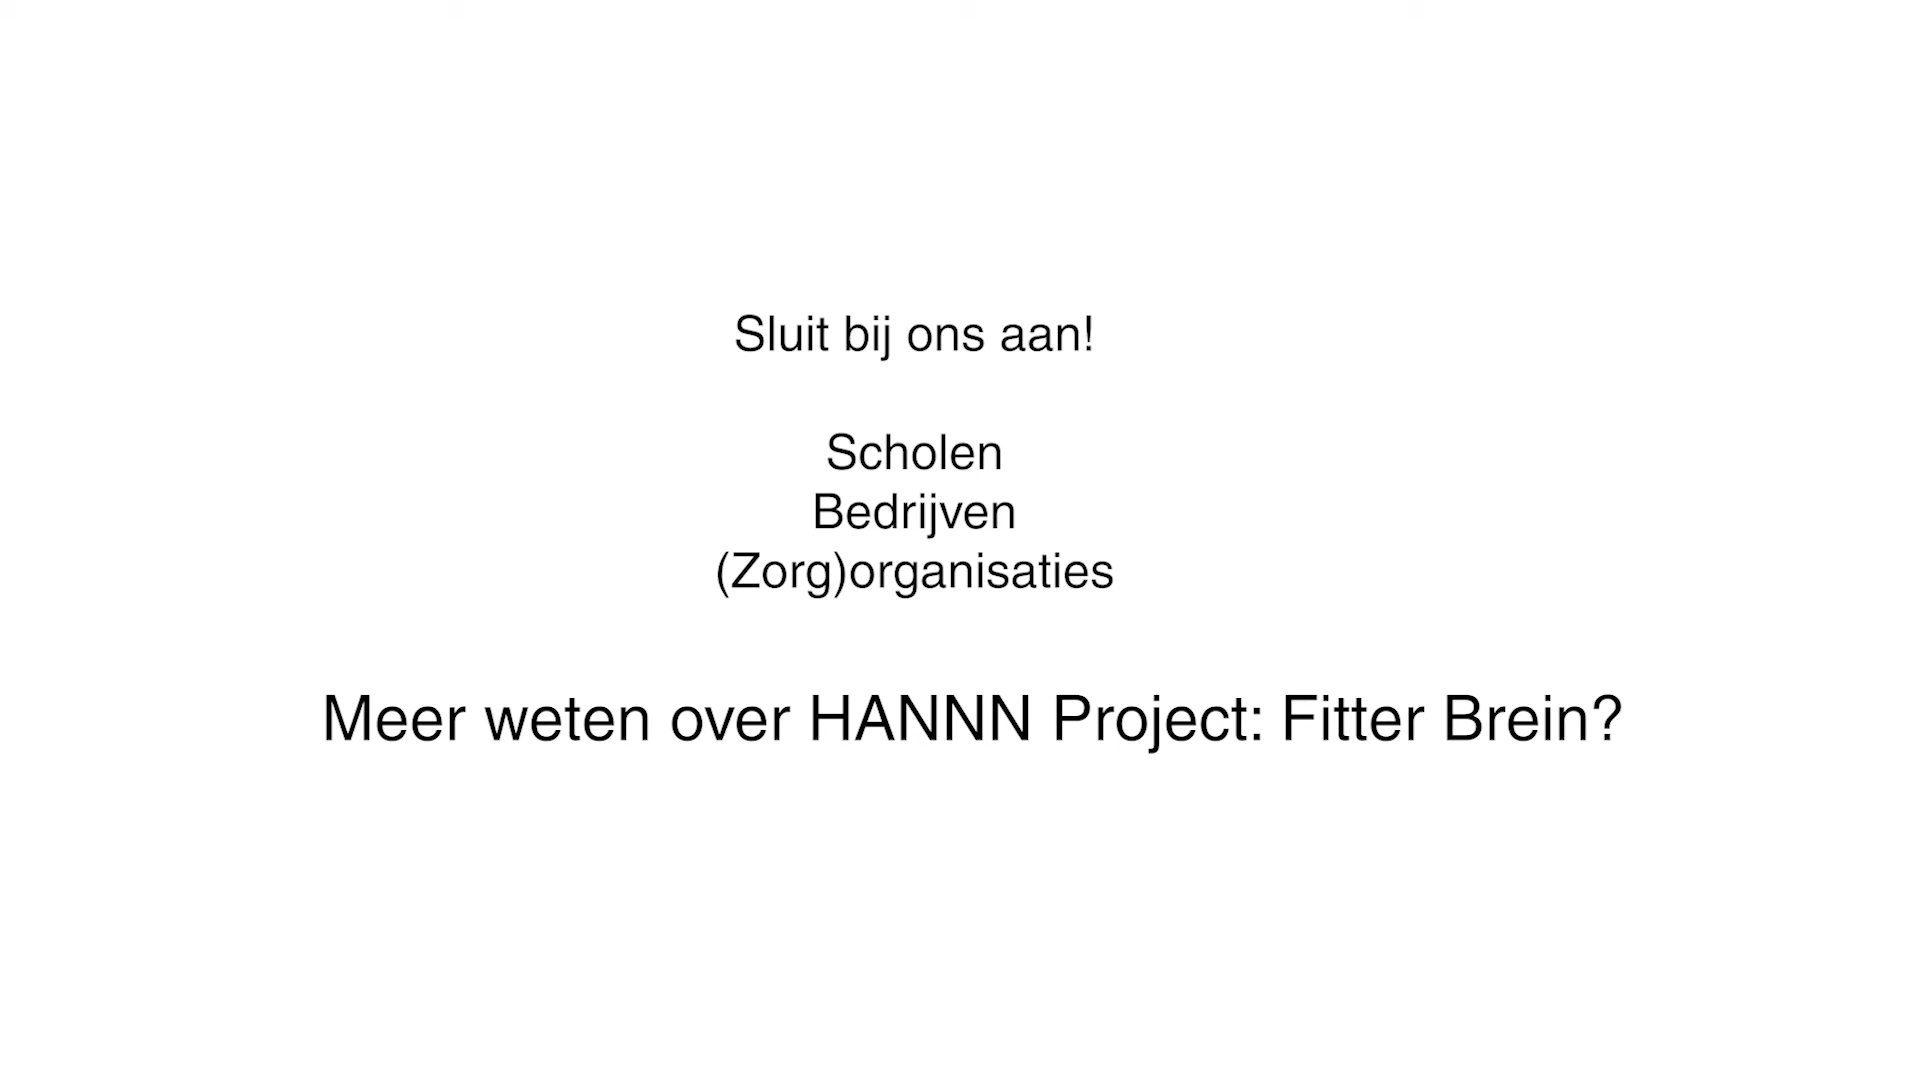 Sluit bij ons aan!
Scholen
Bedrijven
(Zorg)organisaties
Meer weten over HANNN Project: Fitter Brein?